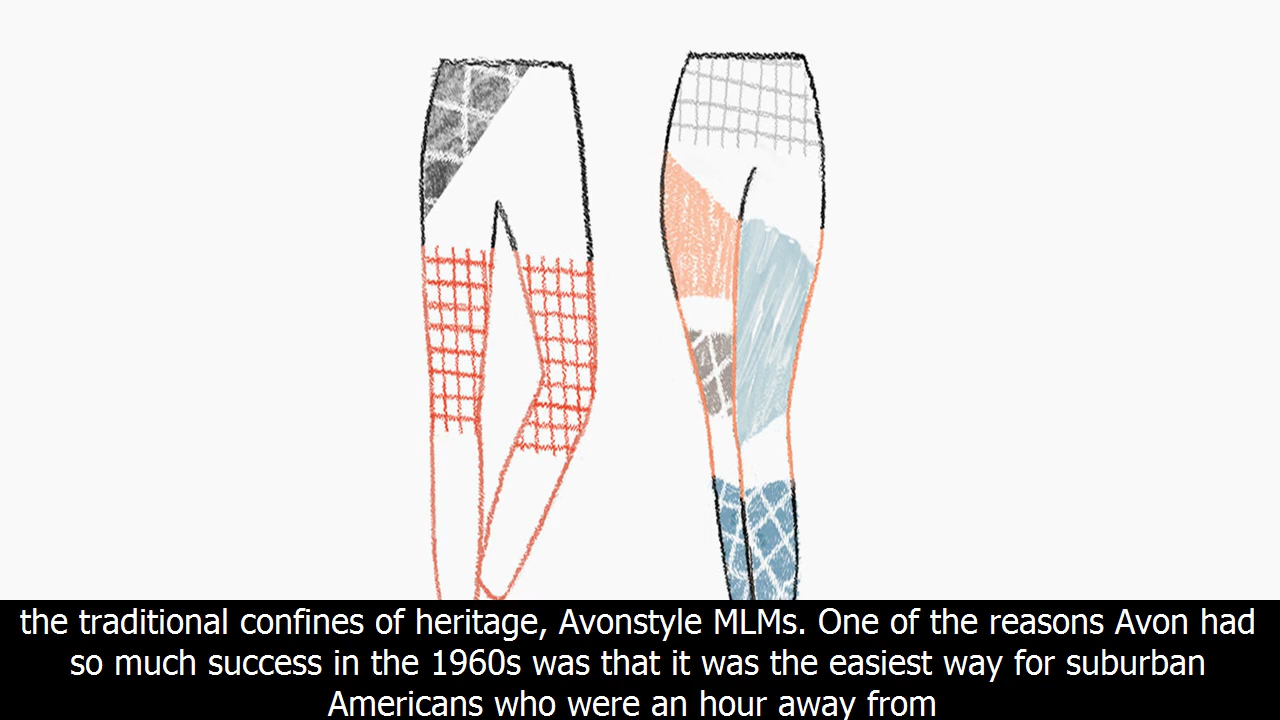 the traditional confines of heritage, Avonstyle MLMs. One of the reasons Avon had
so much success in the 1960s was that it was the easiest way for suburban
Americans who were an hour away from